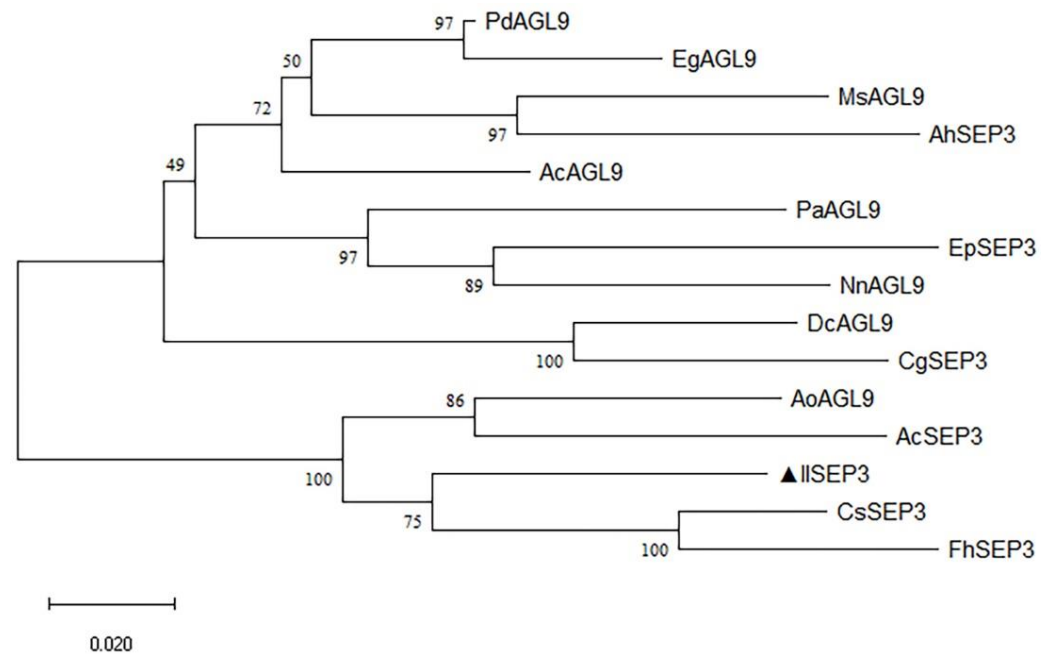 97
PdAGL9
50
EgAGL9
72
MsAGL9
97
AhSEP3
49
AcAGL9
PaAGL9
97
EpSEP3
89
NnAGL9
DcAGL9
100
CgSEP3
86
AoAGL9
AcSEP3
100
▲IlSEP3
75
CsSEP3
100
FhSEP3
0.020